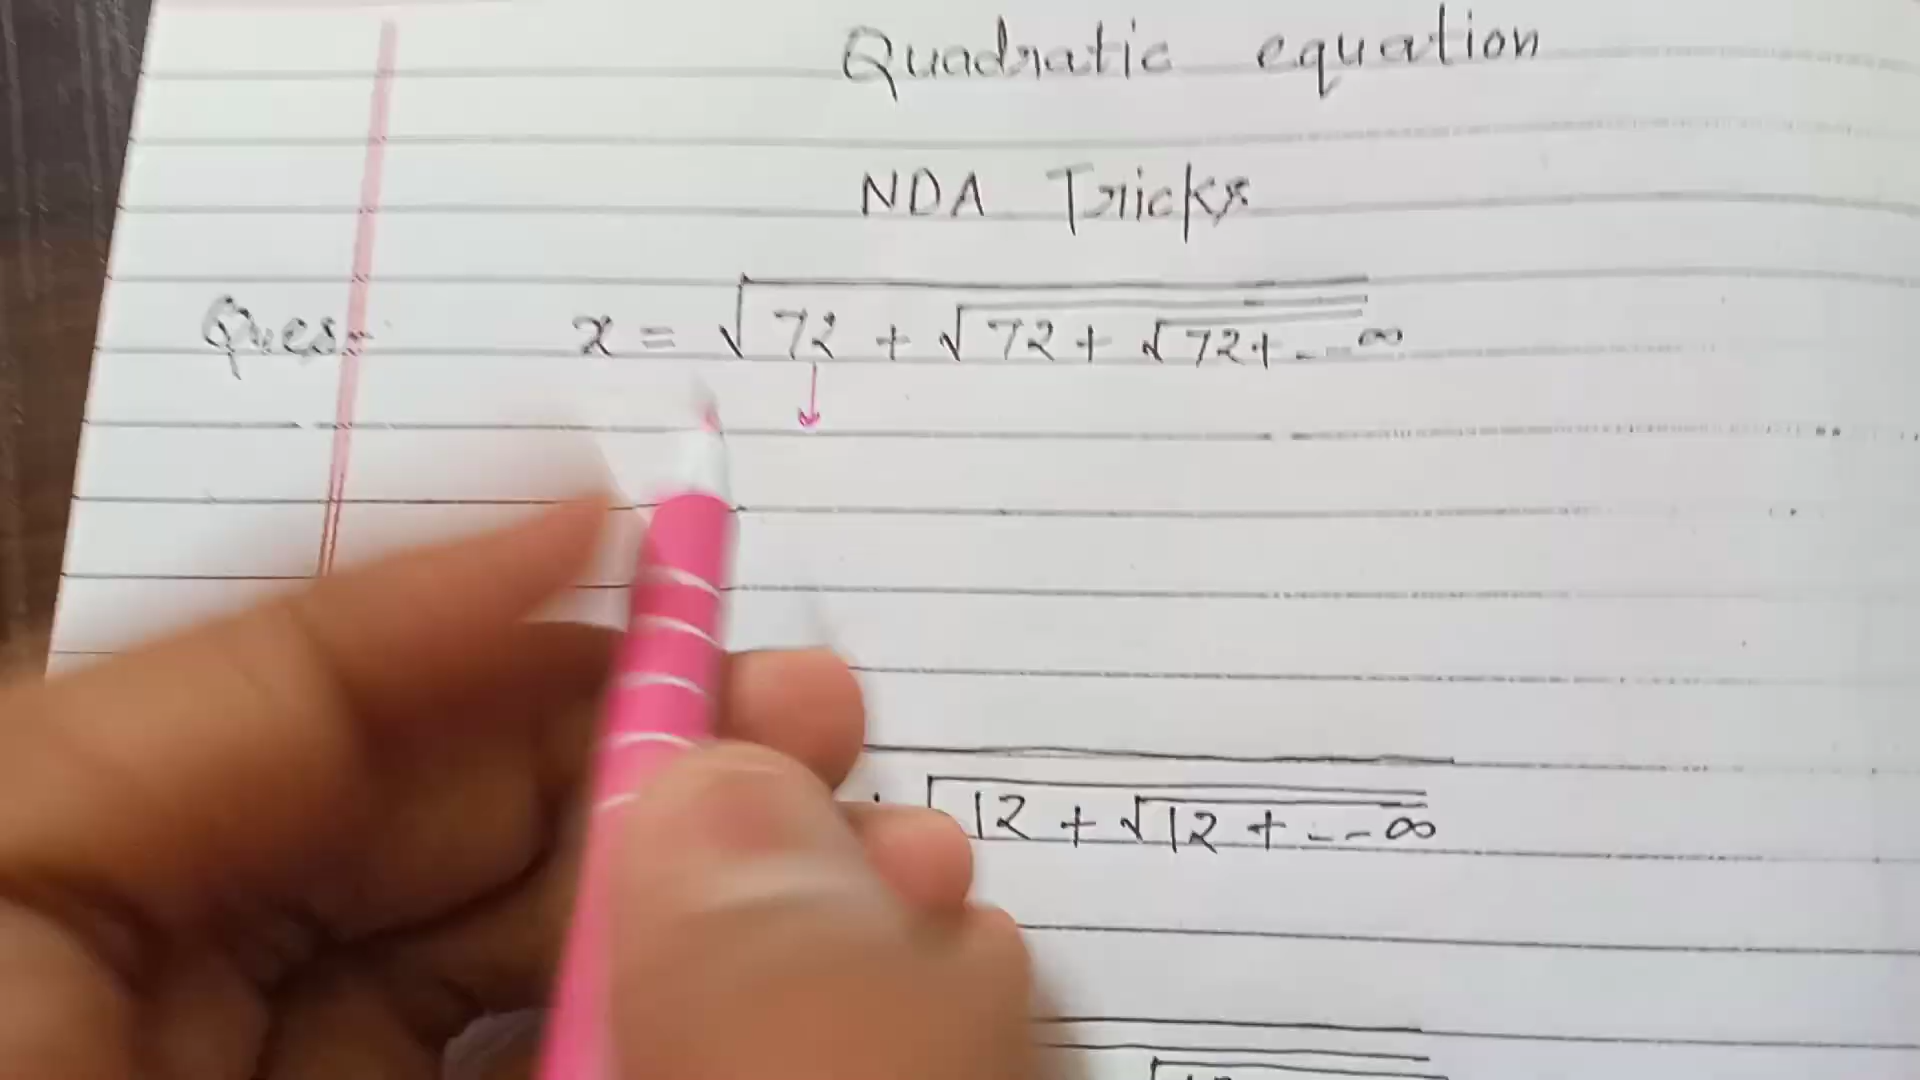 Quadratic equation
NDA Tricks
Ques:- x = √72 + √72 + √72+ - - ∞
√12 + √12 + - - ∞